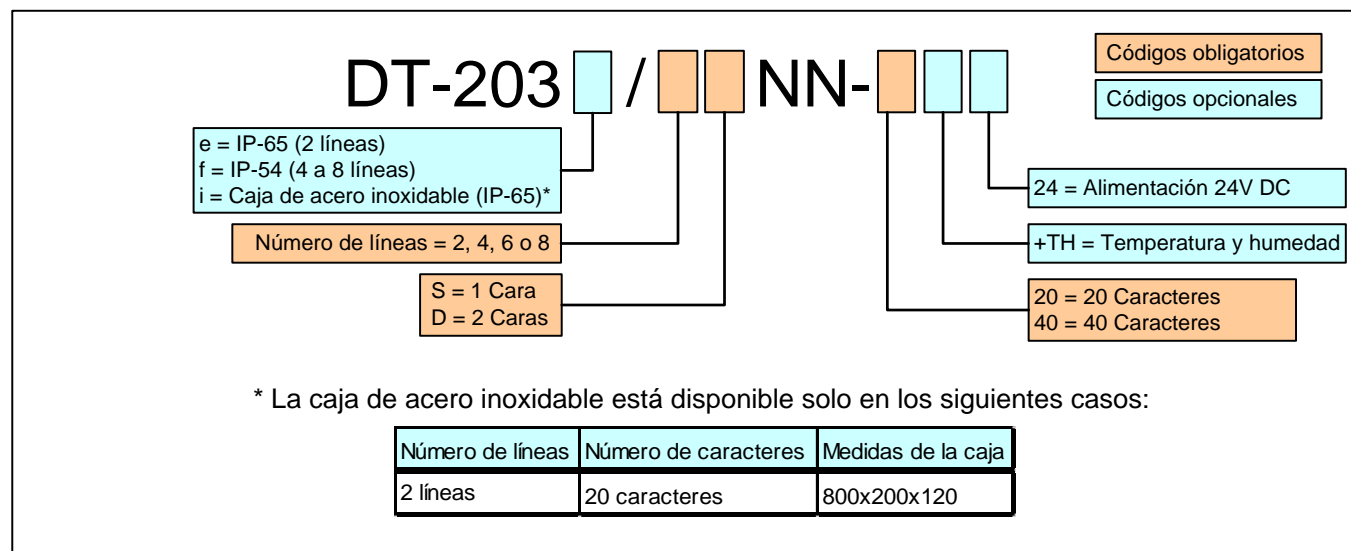 DT-203 / NN-
Códigos obligatorios
Códigos opcionales
e = IP-65 (2 líneas)
f = IP-54 (4 a 8 líneas)
i = Caja de acero inoxidable (IP-65)*
24 = Alimentación 24V DC
Número de líneas = 2, 4, 6 o 8
+TH = Temperatura y humedad
S = 1 Cara
D = 2 Caras
20 = 20 Caracteres
40 = 40 Caracteres
* La caja de acero inoxidable está disponible solo en los siguientes casos:
Número de líneas Número de caracteres Medidas de la caja
2 líneas 20 caracteres 800x200x120